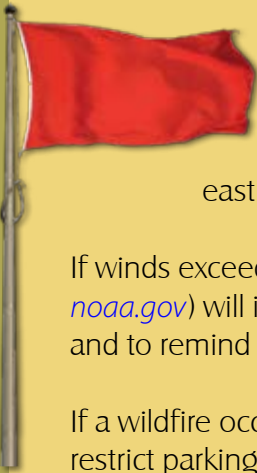 east
If winds exceed
noaa.gov) will i
and to remind
If a wildfire occ
restrict parking